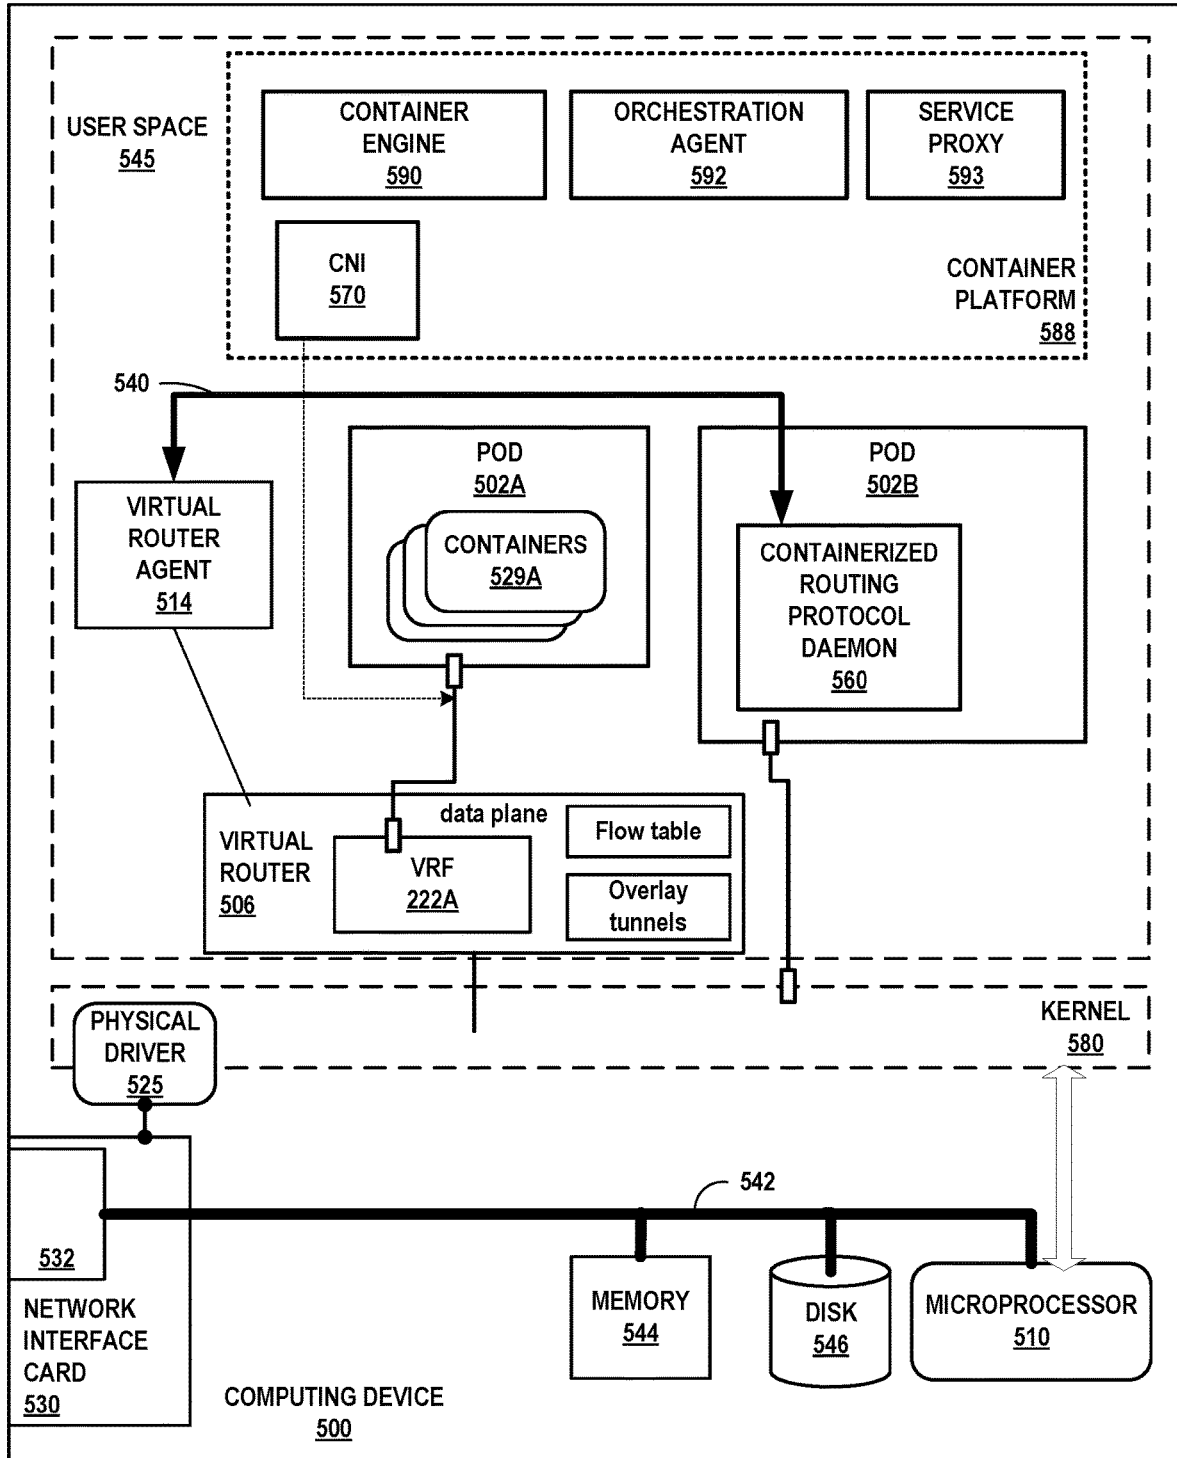 USER SPACE
545
CONTAINER
ENGINE
590
ORCHESTRATION
AGENT
592
SERVICE
PROXY
593
CNI
570
CONTAINER
PLATFORM
588
540
VIRTUAL
ROUTER
AGENT
514
POD
502A
CONTAINERS
529A
POD
502B
CONTAINERIZED
ROUTING
PROTOCOL
DAEMON
560
VIRTUAL
ROUTER
506
data plane
VRF
222A
Flow table
Overlay
tunnels
PHYSICAL
DRIVER
525
KERNEL
580
542
532
NETWORK
INTERFACE
CARD
530
MEMORY
544
DISK
546
MICROPROCESSOR
510
COMPUTING DEVICE
500